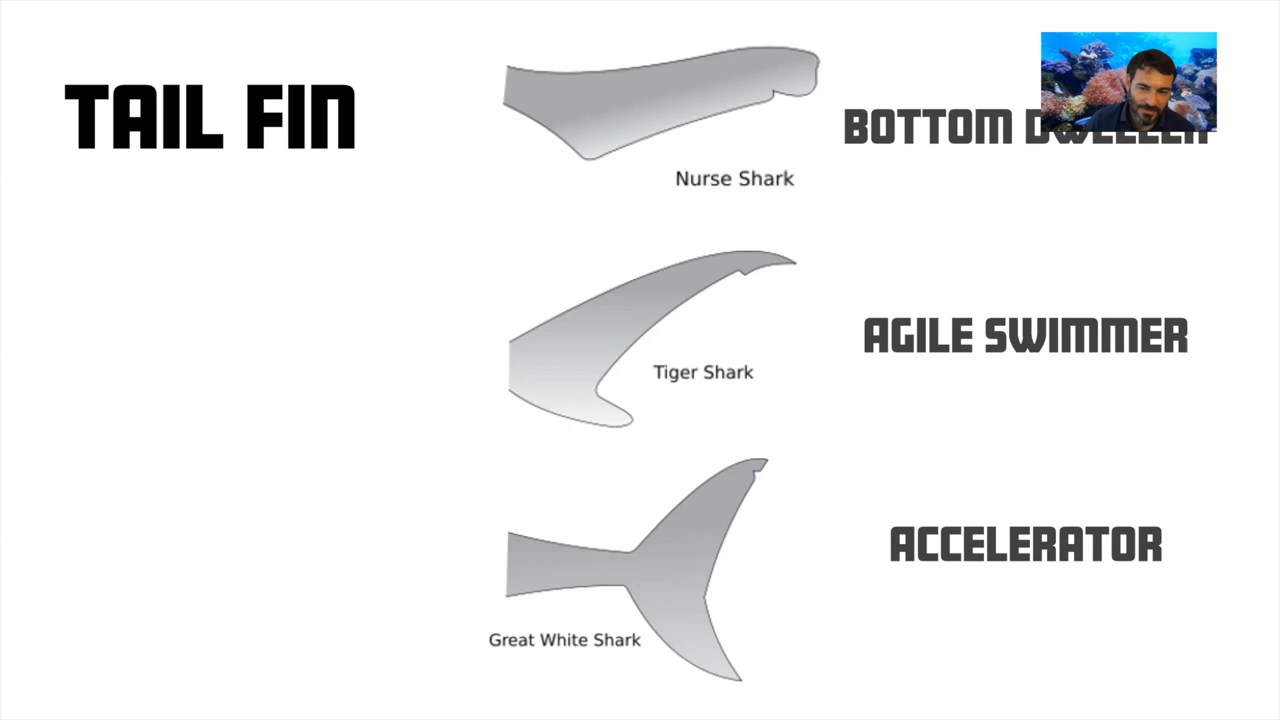 TAIL FIN
BOTTOM
Nurse Shark
AGILE SWIMMER
Tiger Shark
ACCELERATOR
Great White Shark